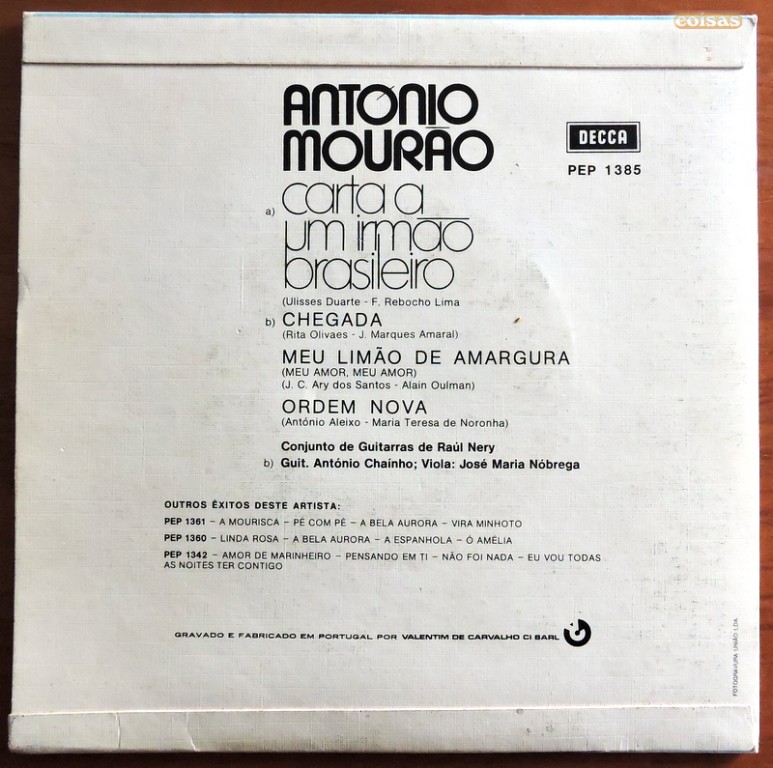 coisas
ANTÓNIO
MOURÃO
DECCA
PEP 1385
a) carta a
um irmão
brasileiro
(Ulisses Duarte - F. Rebocho Lima
b) CHEGADA
(Rita Olivaes - J. Marques Amaral)
MEU LIMÃO DE AMARGURA
(MEU AMOR, MEU AMOR)
(J. C. Ary dos Santos - Alain Oulman)
ORDEM NOVA
(António Aleixo - Maria Teresa de Noronha)
Conjunto de Guitarras de Raúl Nery
b) Guit. António Chaínho; Viola: José Maria Nóbrega
OUTROS ÊXITOS DESTE ARTISTA:
PEP 1361 – A MOURISCA – PÉ COM PÉ – A BELA AURORA – VIRA MINHOTO
PEP 1360 – LINDA ROSA – A BELA AURORA – A ESPANHOLA – Ó AMÉLIA
PEP 1342 – AMOR DE MARINHEIRO – PENSANDO EM TI – NÃO FOI NADA – EU VOU TODAS
AS NOITES TER CONTIGO
GRAVADO E FABRICADO EM PORTUGAL POR VALENTIM DE CARVALHO CI SARL
FOTOGRAVURA UNIÃO LDA